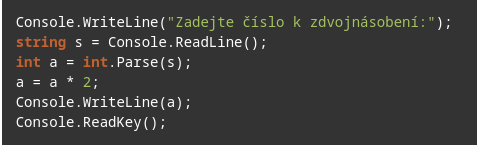 Console.WriteLine("Zadejte číslo k zdvojnásobení:");
string s = Console.ReadLine();
int a = int.Parse(s);
a = a * 2;
Console.WriteLine(a);
Console.ReadKey();